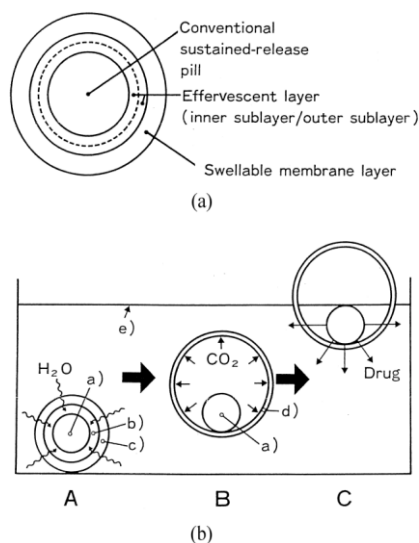 Conventional
sustained-release
pill
Effervescent layer
(inner sublayer/outer sublayer)
Swellable membrane layer
(a)
e)
H₂O
a)
b)
c)
CO₂
d)
a)
Drug
A
B
C
(b)